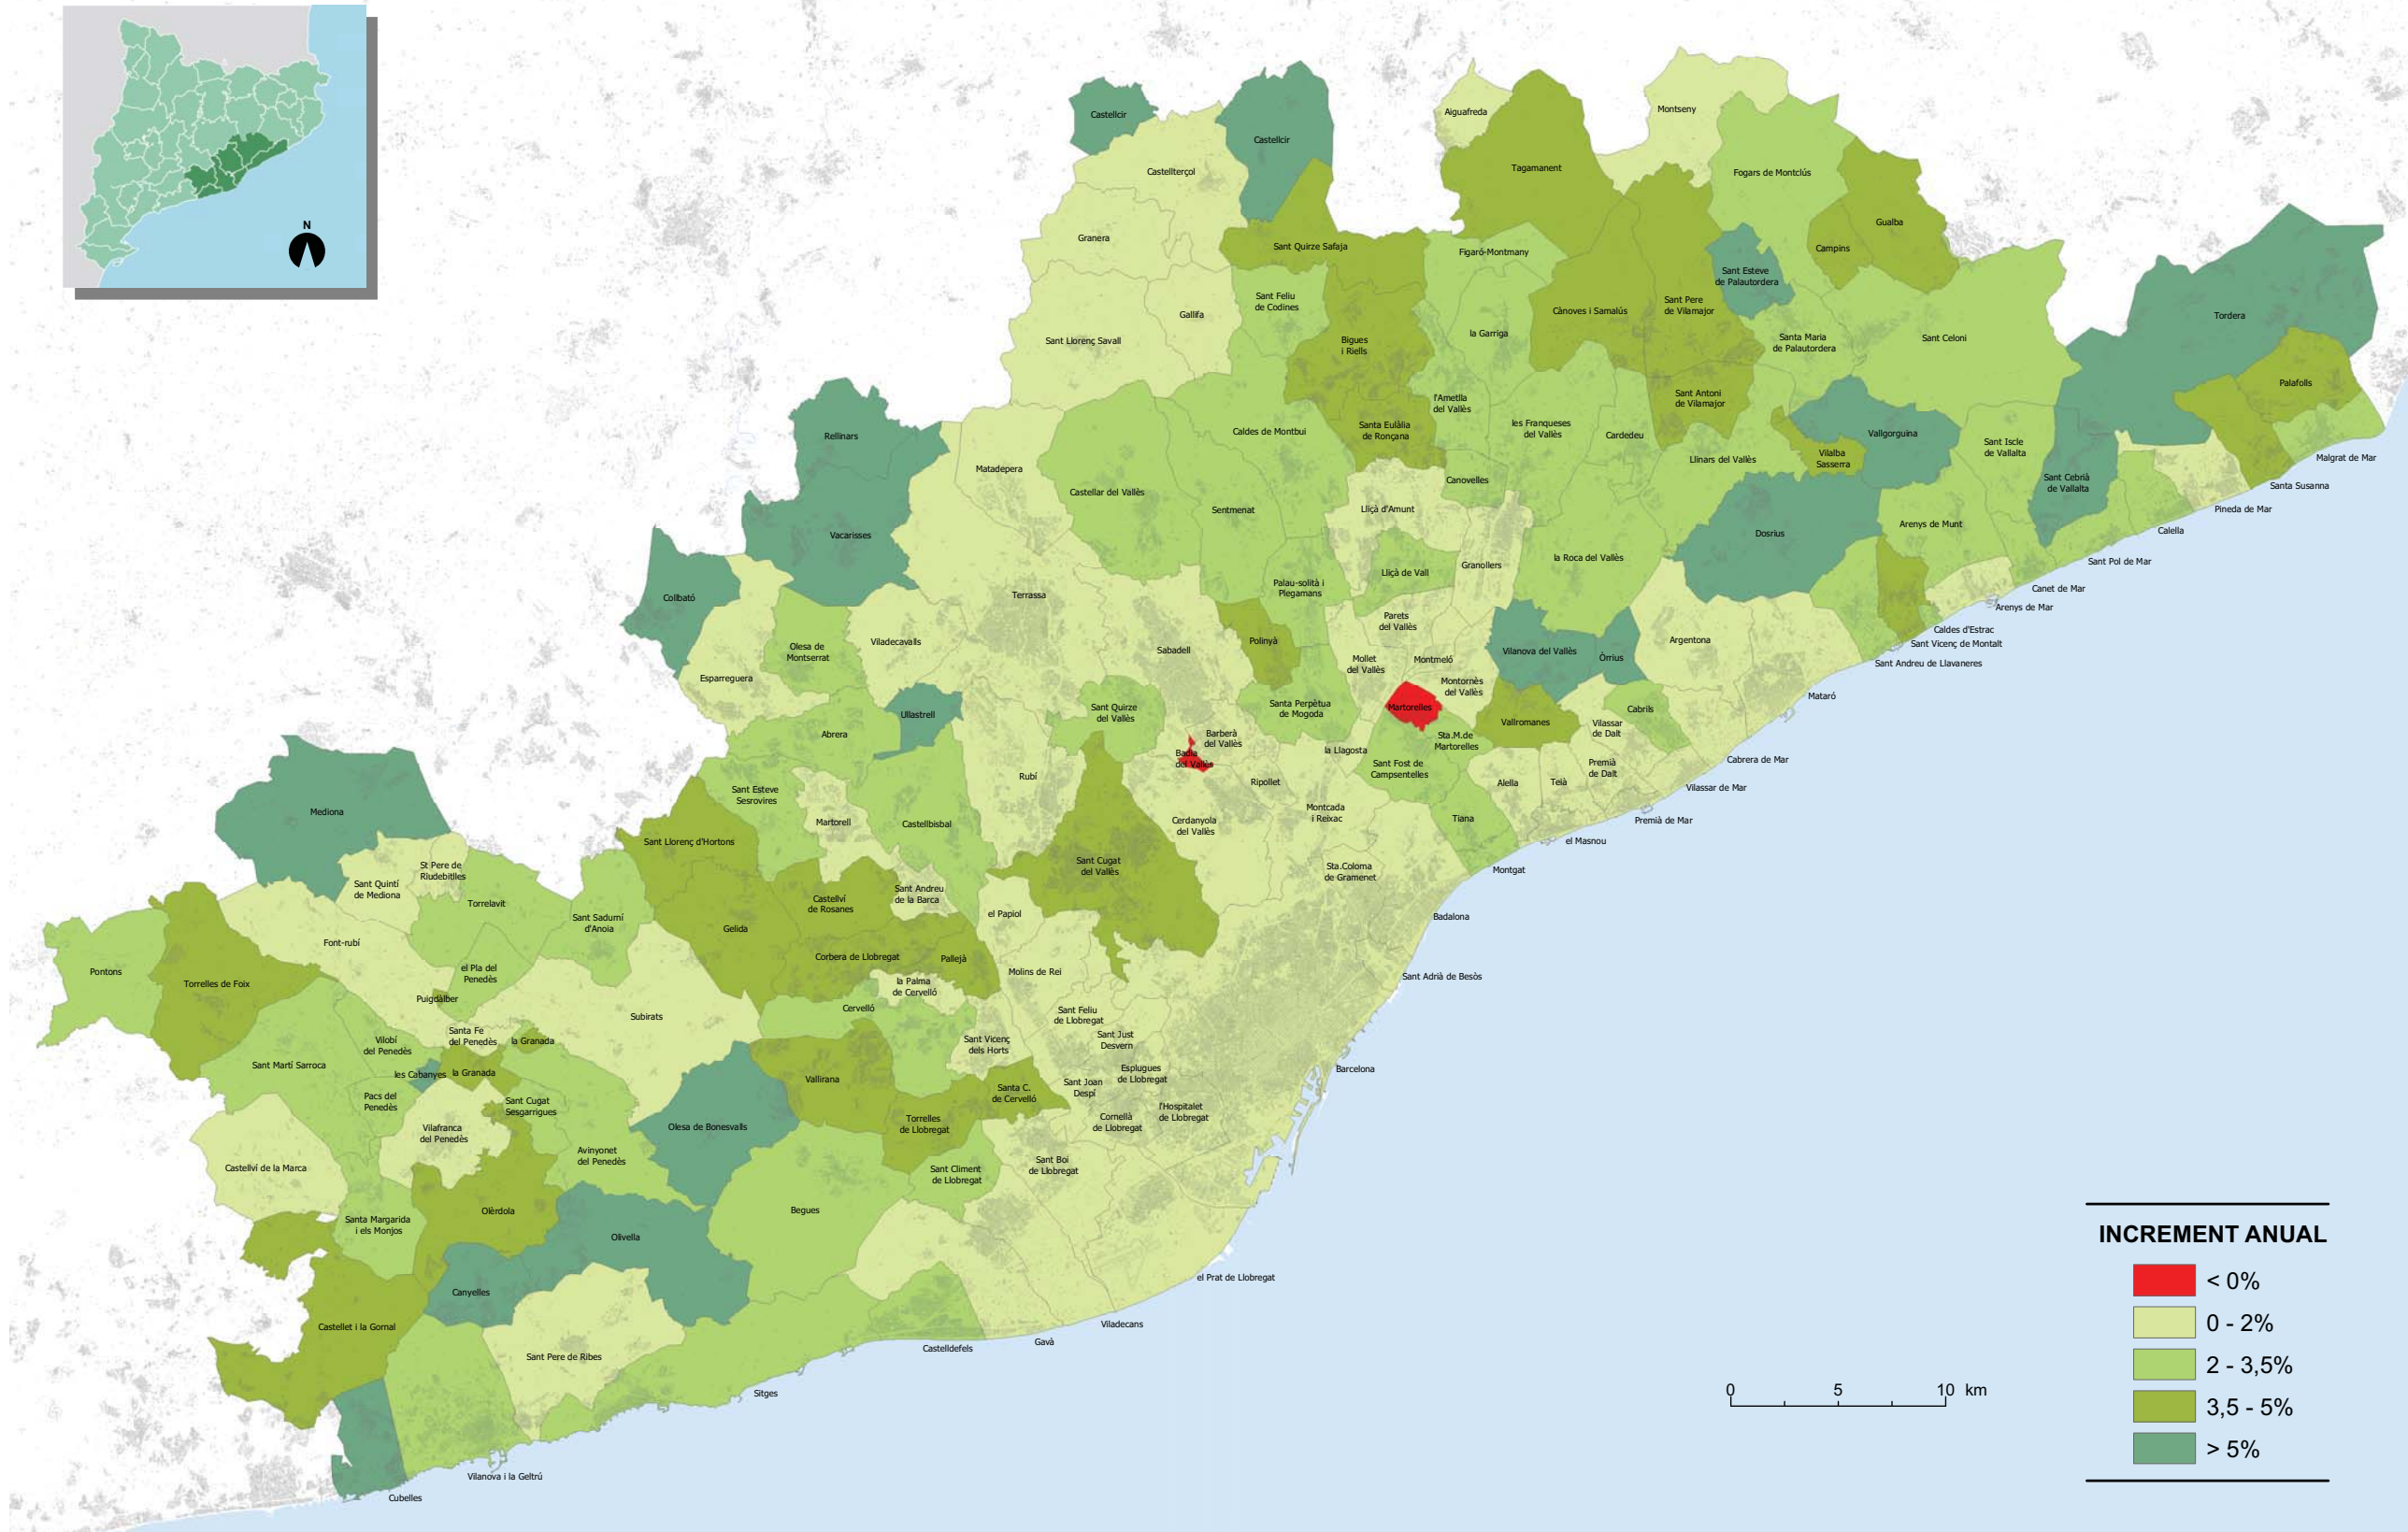 N
Castellcir
Castellcir
Castellterçol
Granera
Gallifa
Sant Llorenç Savall
Sant Quirze Safaja
Sant Feliu
de Codines
Aiguafreda
Tagamanent
Montseny
Fogars de Montclús
Gualba
Campins
Figaró-Montmany
Bigues
i Riells
la Garriga
Cànoves i Samalús
Sant Pere
de Vilamajor
Sant Esteve
de Palautordera
Santa Maria
de Palautordera
Sant Celoni
Tordera
Palafolls
Rellinars
Matadepera
Castellar del Vallès
Caldes de Montbui
Santa Eulàlia
de Ronçana
l'Ametlla
del Vallès
les Franqueses
del Vallès
Cardedeu
Sant Antoni
de Vilamajor
Llinars del Vallès
Vilalba
Sasserra
Vallgorguina
Sant Iscle
de Vallalta
Sant Cebrià
de Vallalta
Malgrat de Mar
Santa Susanna
Pineda de Mar
Calella
Sant Pol de Mar
Canet de Mar
Arenys de Mar
Caldes d'Estrac
Sant Vicenç de Montalt
Sant Andreu de Llavaneres
Vacarisses
Sentmenat
Lliçà d'Amunt
Canovelles
Arenys de Munt
Dosrius
Collbató
Terrassa
Palau-solità i
Plegamans
Lliçà de Vall
Granollers
la Roca del Vallès
Olesa de
Montserrat
Viladecavalls
Sabadell
Polinyà
Parets
del Vallès
Mollet
del Vallès
Montmeló
Montornès
del Vallès
Vilanova del Vallès
Òrrius
Argentona
Mataró
Esparreguera
Ullastrell
Abrera
Sant Quirze
del Vallès
Santa Perpètua
de Mogoda
Martorelles
Vallromanes
Vilassar
de Dalt
Cabrils
Sta.M.de
Martorelles
Barberà
del Vallès
Badia
del Vallès
la Llagosta
Sant Fost de
Campsentelles
Cabrera de Mar
Vilassar de Mar
Premià
de Dalt
Premià de Mar
Alella
Teià
el Masnou
Tiana
Montgat
Mediona
Sant Esteve
Sesrovires
Martorell
Castellbisbal
Rubí
Ripollet
Montcada
i Reixac
Cerdanyola
del Vallès
Sant Cugat
del Vallès
Sta.Coloma
de Gramenet
Badalona
Sant Adrià de Besòs
Sant Llorenç d'Hortons
St Pere de
Riudebitlles
Sant Quintí
de Mediona
Torrelavit
Sant Sadurní
d'Anoia
Gelida
Castellví
de Rosanes
Sant Andreu
de la Barca
el Papiol
Font-rubí
Pontons
Torrelles de Foix
el Pla del
Penedès
Puigdàlber
Corbera de Llobregat
Pallejà
la Palma
de Cervelló
Molins de Rei
Cervelló
Subirats
Santa Fe
del Penedès
la Granada
Vilobí
del Penedès
Sant Martí Sarroca
les Cabanyes
la Granada
Sant Vicenç
dels Horts
Sant Feliu
de Llobregat
Sant Just
Desvern
Esplugues
de Llobregat
Barcelona
Vallirana
Santa C.
de Cervelló
Sant Joan
Despí
Pacs del
Penedès
Sant Cugat
Sesgarrigues
Vilafranca
del Penedès
Olesa de Bonesvalls
Torrelles
de Llobregat
Cornellà
de Llobregat
l'Hospitalet
de Llobregat
Castellví de la Marca
Avinyonet
del Penedès
Sant Climent
de Llobregat
Sant Boi
de Llobregat
Santa Margarida
i els Monjos
Olèrdola
Begues
Olivella
Canyelles
Castellet i la Gornal
Sant Pere de Ribes
el Prat de Llobregat
Viladecans
Gavà
Castelldefels
Sitges
Vilanova i la Geltrú
Cubelles
0 5 10 km
INCREMENT ANUAL
< 0%
0 - 2%
2 - 3,5%
3,5 - 5%
> 5%